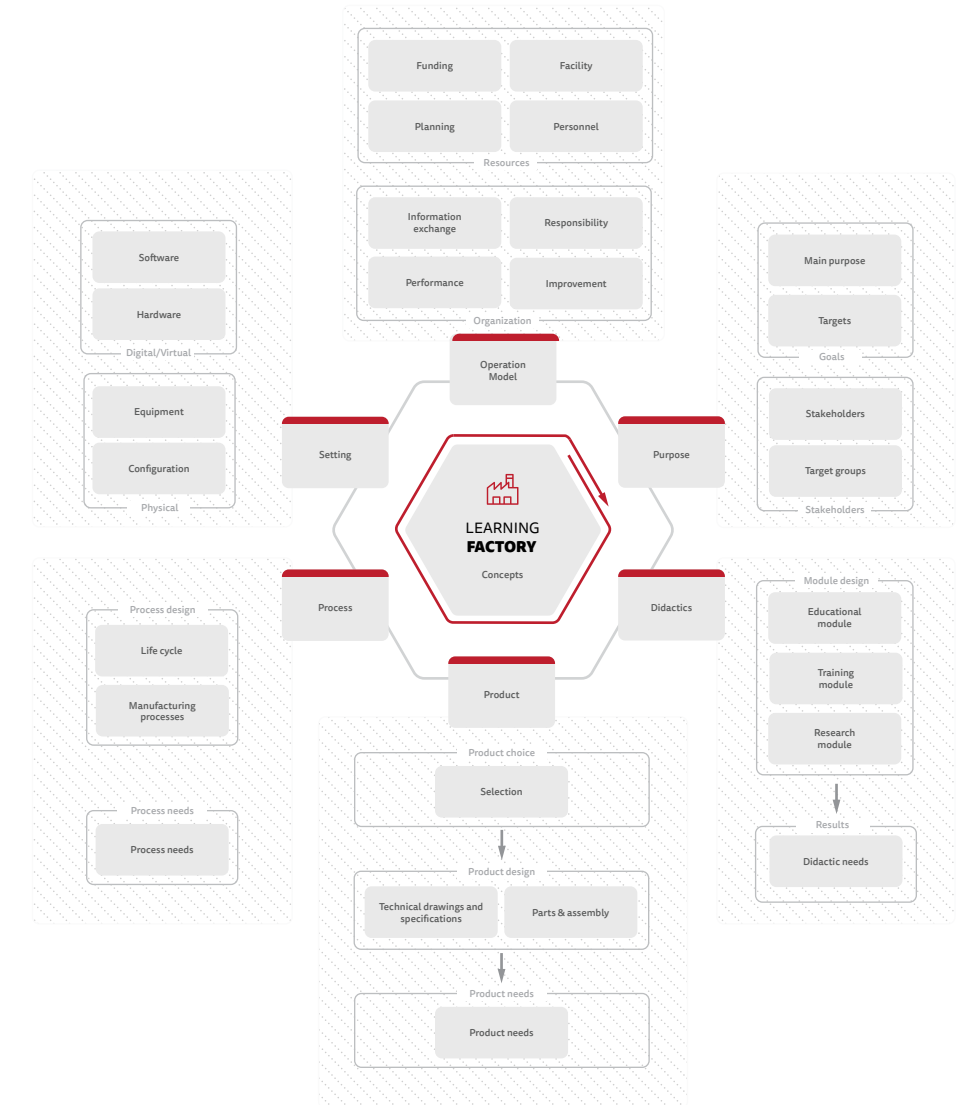 Funding
Facility
Planning
Personnel
Resources
Information
exchange
Responsibility
Performance
Improvement
Organization
Operation
Model
Software
Hardware
Digital/Virtual
Equipment
Configuration
Physical
Setting
Main purpose
Targets
Goals
Stakeholders
Target groups
Stakeholders
Purpose
LEARNING
FACTORY
Concepts
Process
Process design
Life cycle
Manufacturing
processes
Process needs
Process needs
Didactics
Module design
Educational
module
Training
module
Research
module
Results
Didactic needs
Product
Product choice
Selection
Product design
Technical drawings and
specifications
Parts & assembly
Product needs
Product needs